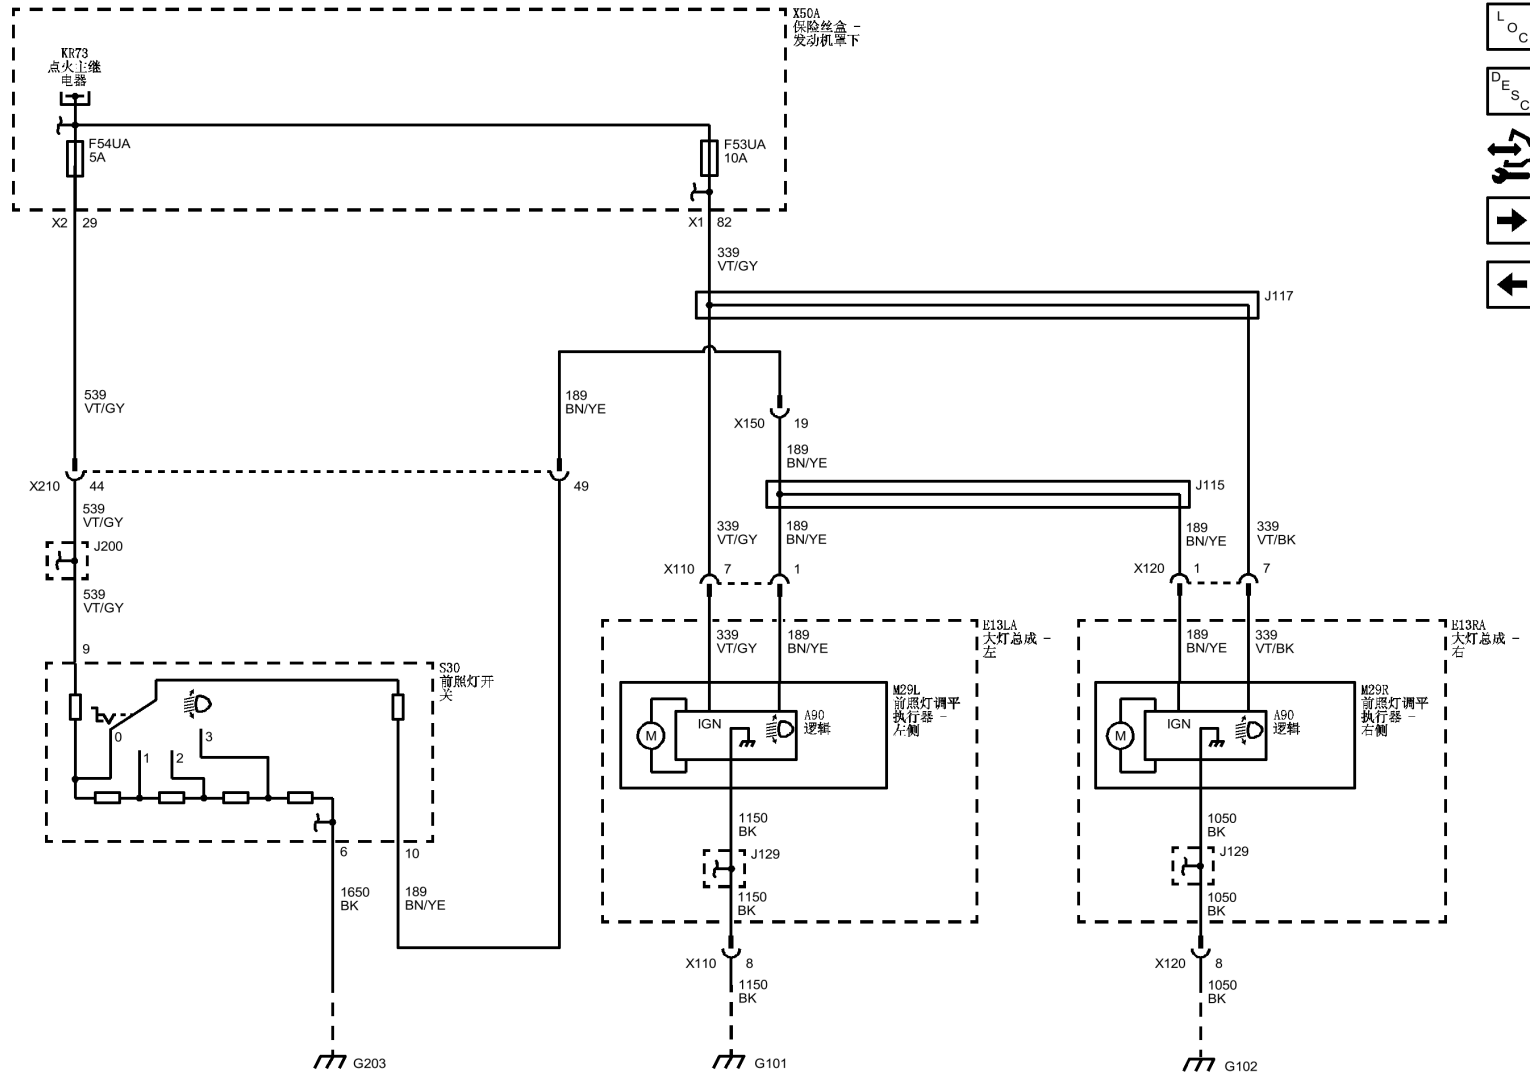 X50A
保险丝盒 -
发动机罩下
L
O
C
KR73
点火主继
电器
D
E
S
C
F54UA
5A
F53UA
10A
X2 29
X1 82
339
VT/GY
J117
539
VT/GY
189
BN/YE
X150 19
189
BN/YE
X210 44
49
J115
539
VT/GY
J200
339
VT/GY
189
BN/YE
189
BN/YE
339
VT/BK
X110 7 1
X120 1 7
539
VT/GY
9
339
VT/GY
189
BN/YE
E13LA
大灯总成 -
左
189
BN/YE
339
VT/BK
E13RA
大灯总成 -
右
S30
前照灯开
关
0
1
2
3
M29L
前照灯调平
执行器 -
左侧
M
IGN
A90
逻辑
M29R
前照灯调平
执行器 -
右侧
M
IGN
A90
逻辑
6
10
1150
BK
J129
1050
BK
J129
1650
BK
189
BN/YE
1150
BK
1050
BK
X110 8
X120 8
1150
BK
1050
BK
G203
G101
G102